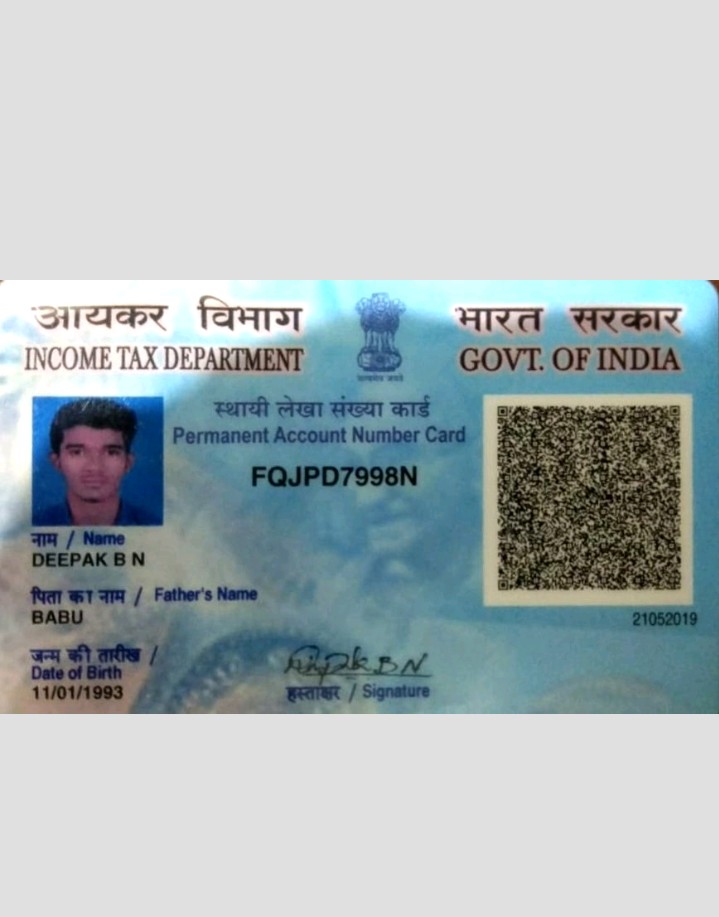 आयकर विभाग
INCOME TAX DEPARTMENT
भारत सरकार
GOVT. OF INDIA
सत्यमेव जयते
स्थायी लेखा संख्या कार्ड
Permanent Account Number Card
FQJPD7998N
नाम / Name
DEEPAK B N
पिता का नाम / Father's Name
BABU
जन्म की तारीख /
Date of Birth
11/01/1993
21052019
B N
हस्ताक्षर / Signature